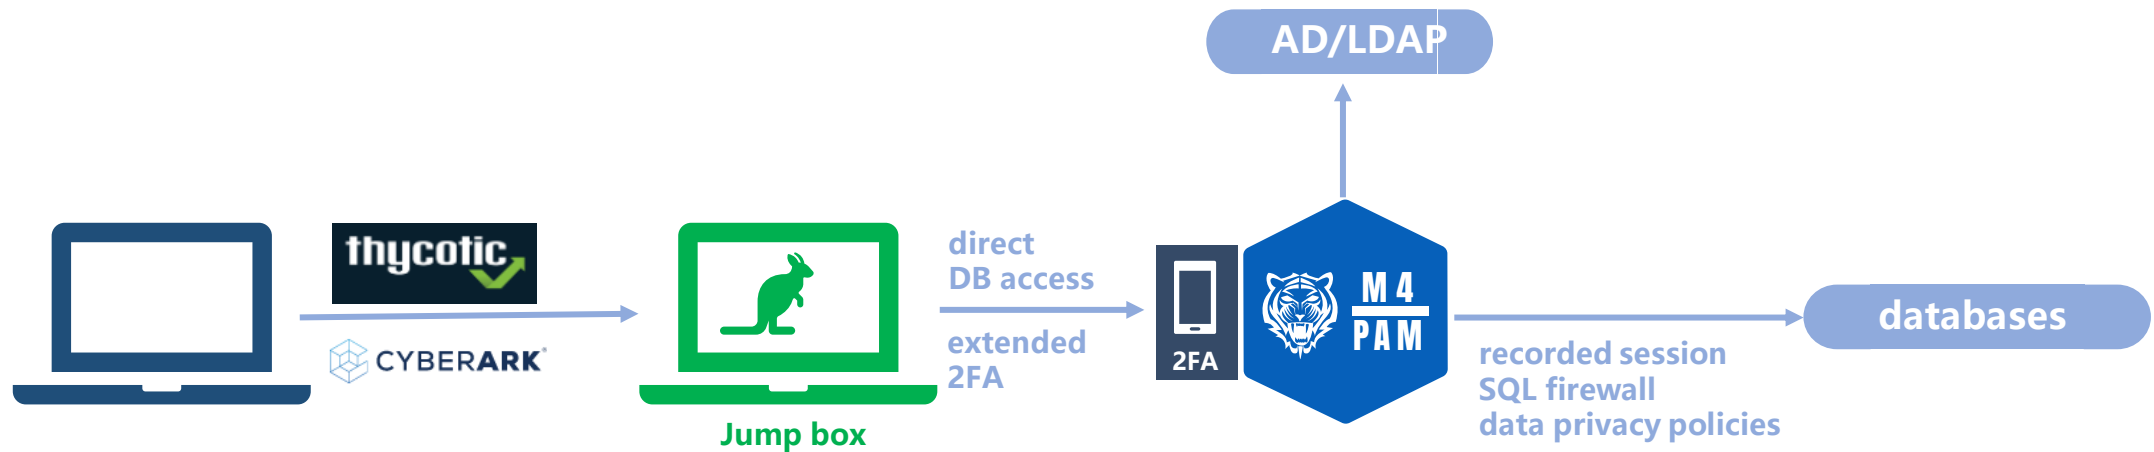 AD/LDAP
thycotic
CYBERARK
Jump box
direct
DB access
extended
2FA
2FA
M4
PAM
recorded session
SQL firewall
data privacy policies
databases